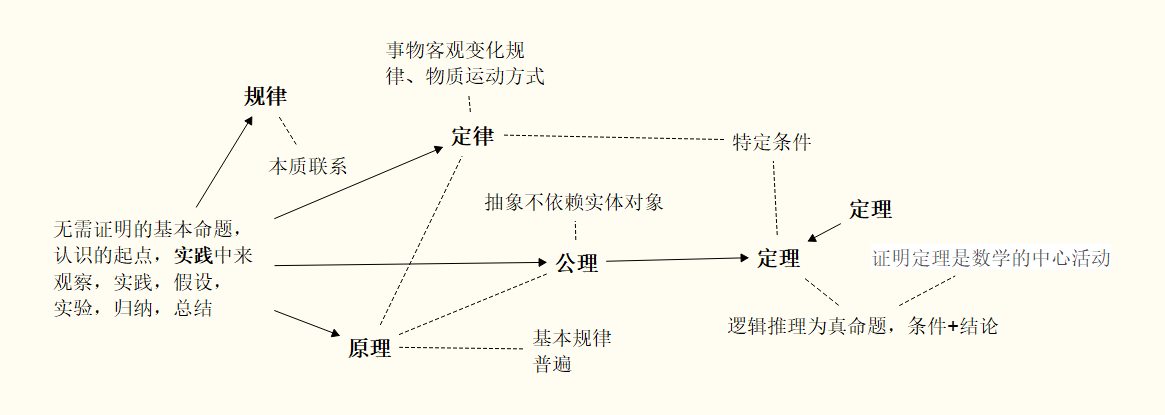 事物客观变化规
律、物质运动方式
规律
定律
特定条件
本质联系
抽象不依赖实体对象
定理
无需证明的基本命题，
认识的起点，实践中来
观察，实践，假设，
实验，归纳，总结
公理
定理
证明定理是数学的中心活动
逻辑推理为真命题，条件+结论
原理
基本规律
普遍